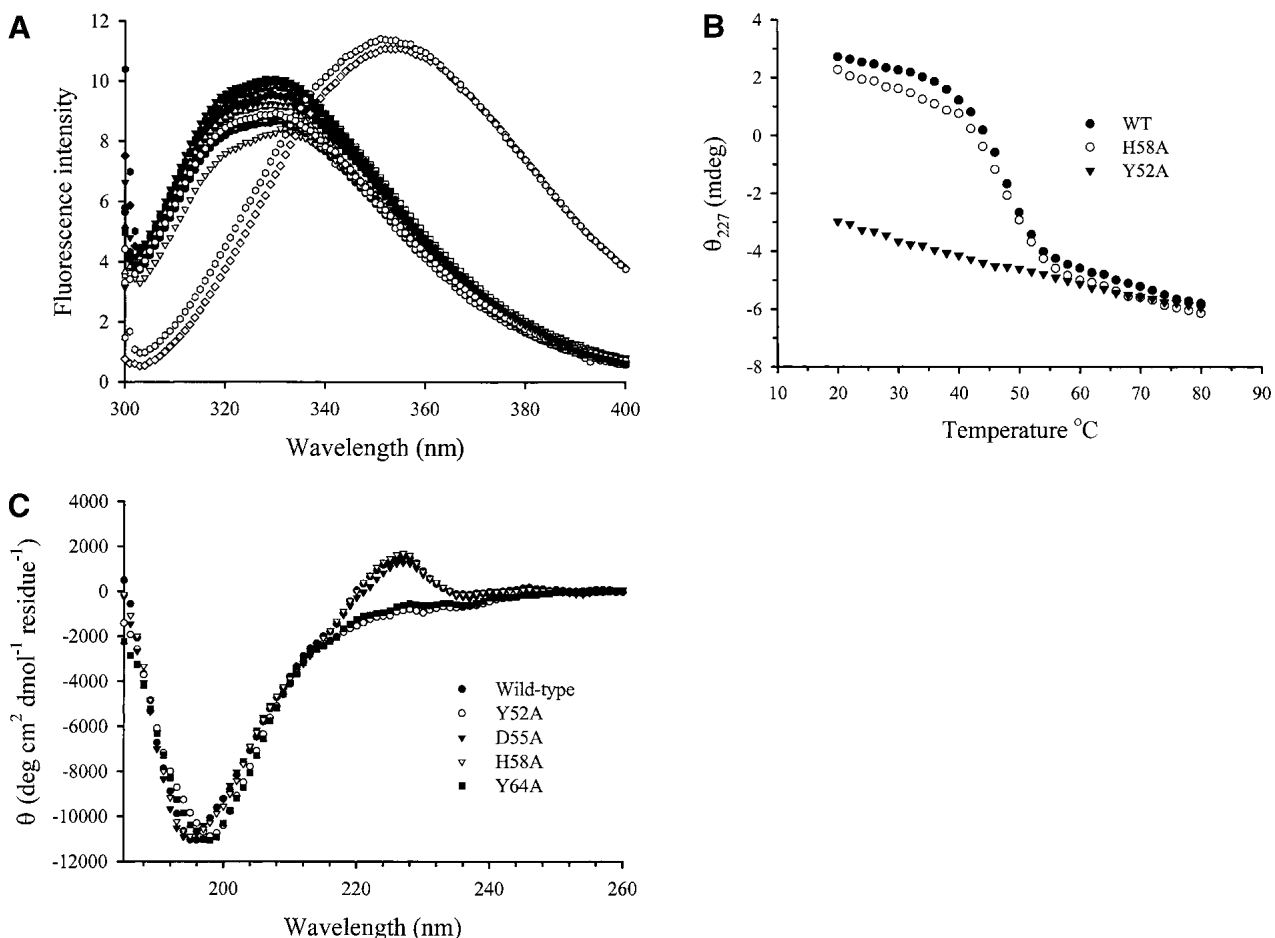 A
12
10
8
6
4
2
0
Fluorescence intensity
300
320
340
360
380
400
Wavelength (nm)
B
4
2
0
-2
-4
-6
-8
θ227 (mdeg)
WT
H58A
Y52A
10
20
30
40
50
60
70
80
90
Temperature °C
C
4000
2000
0
-2000
-4000
-6000
-8000
-10000
-12000
θ (deg cm² dmol⁻¹ residue⁻¹)
Wild-type
Y52A
D55A
H58A
Y64A
200
220
240
260
Wavelength (nm)